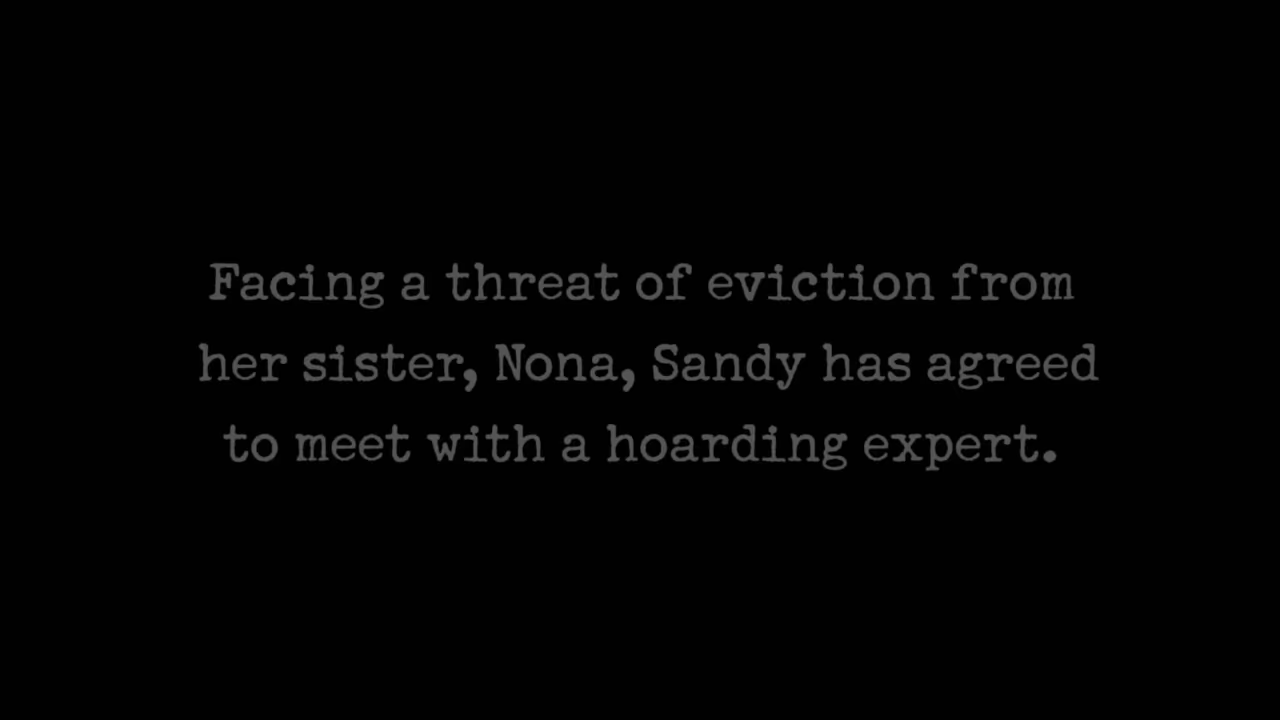 Facing a threat of eviction from
her sister, Nona, Sandy has agreed
to meet with a hoarding expert.